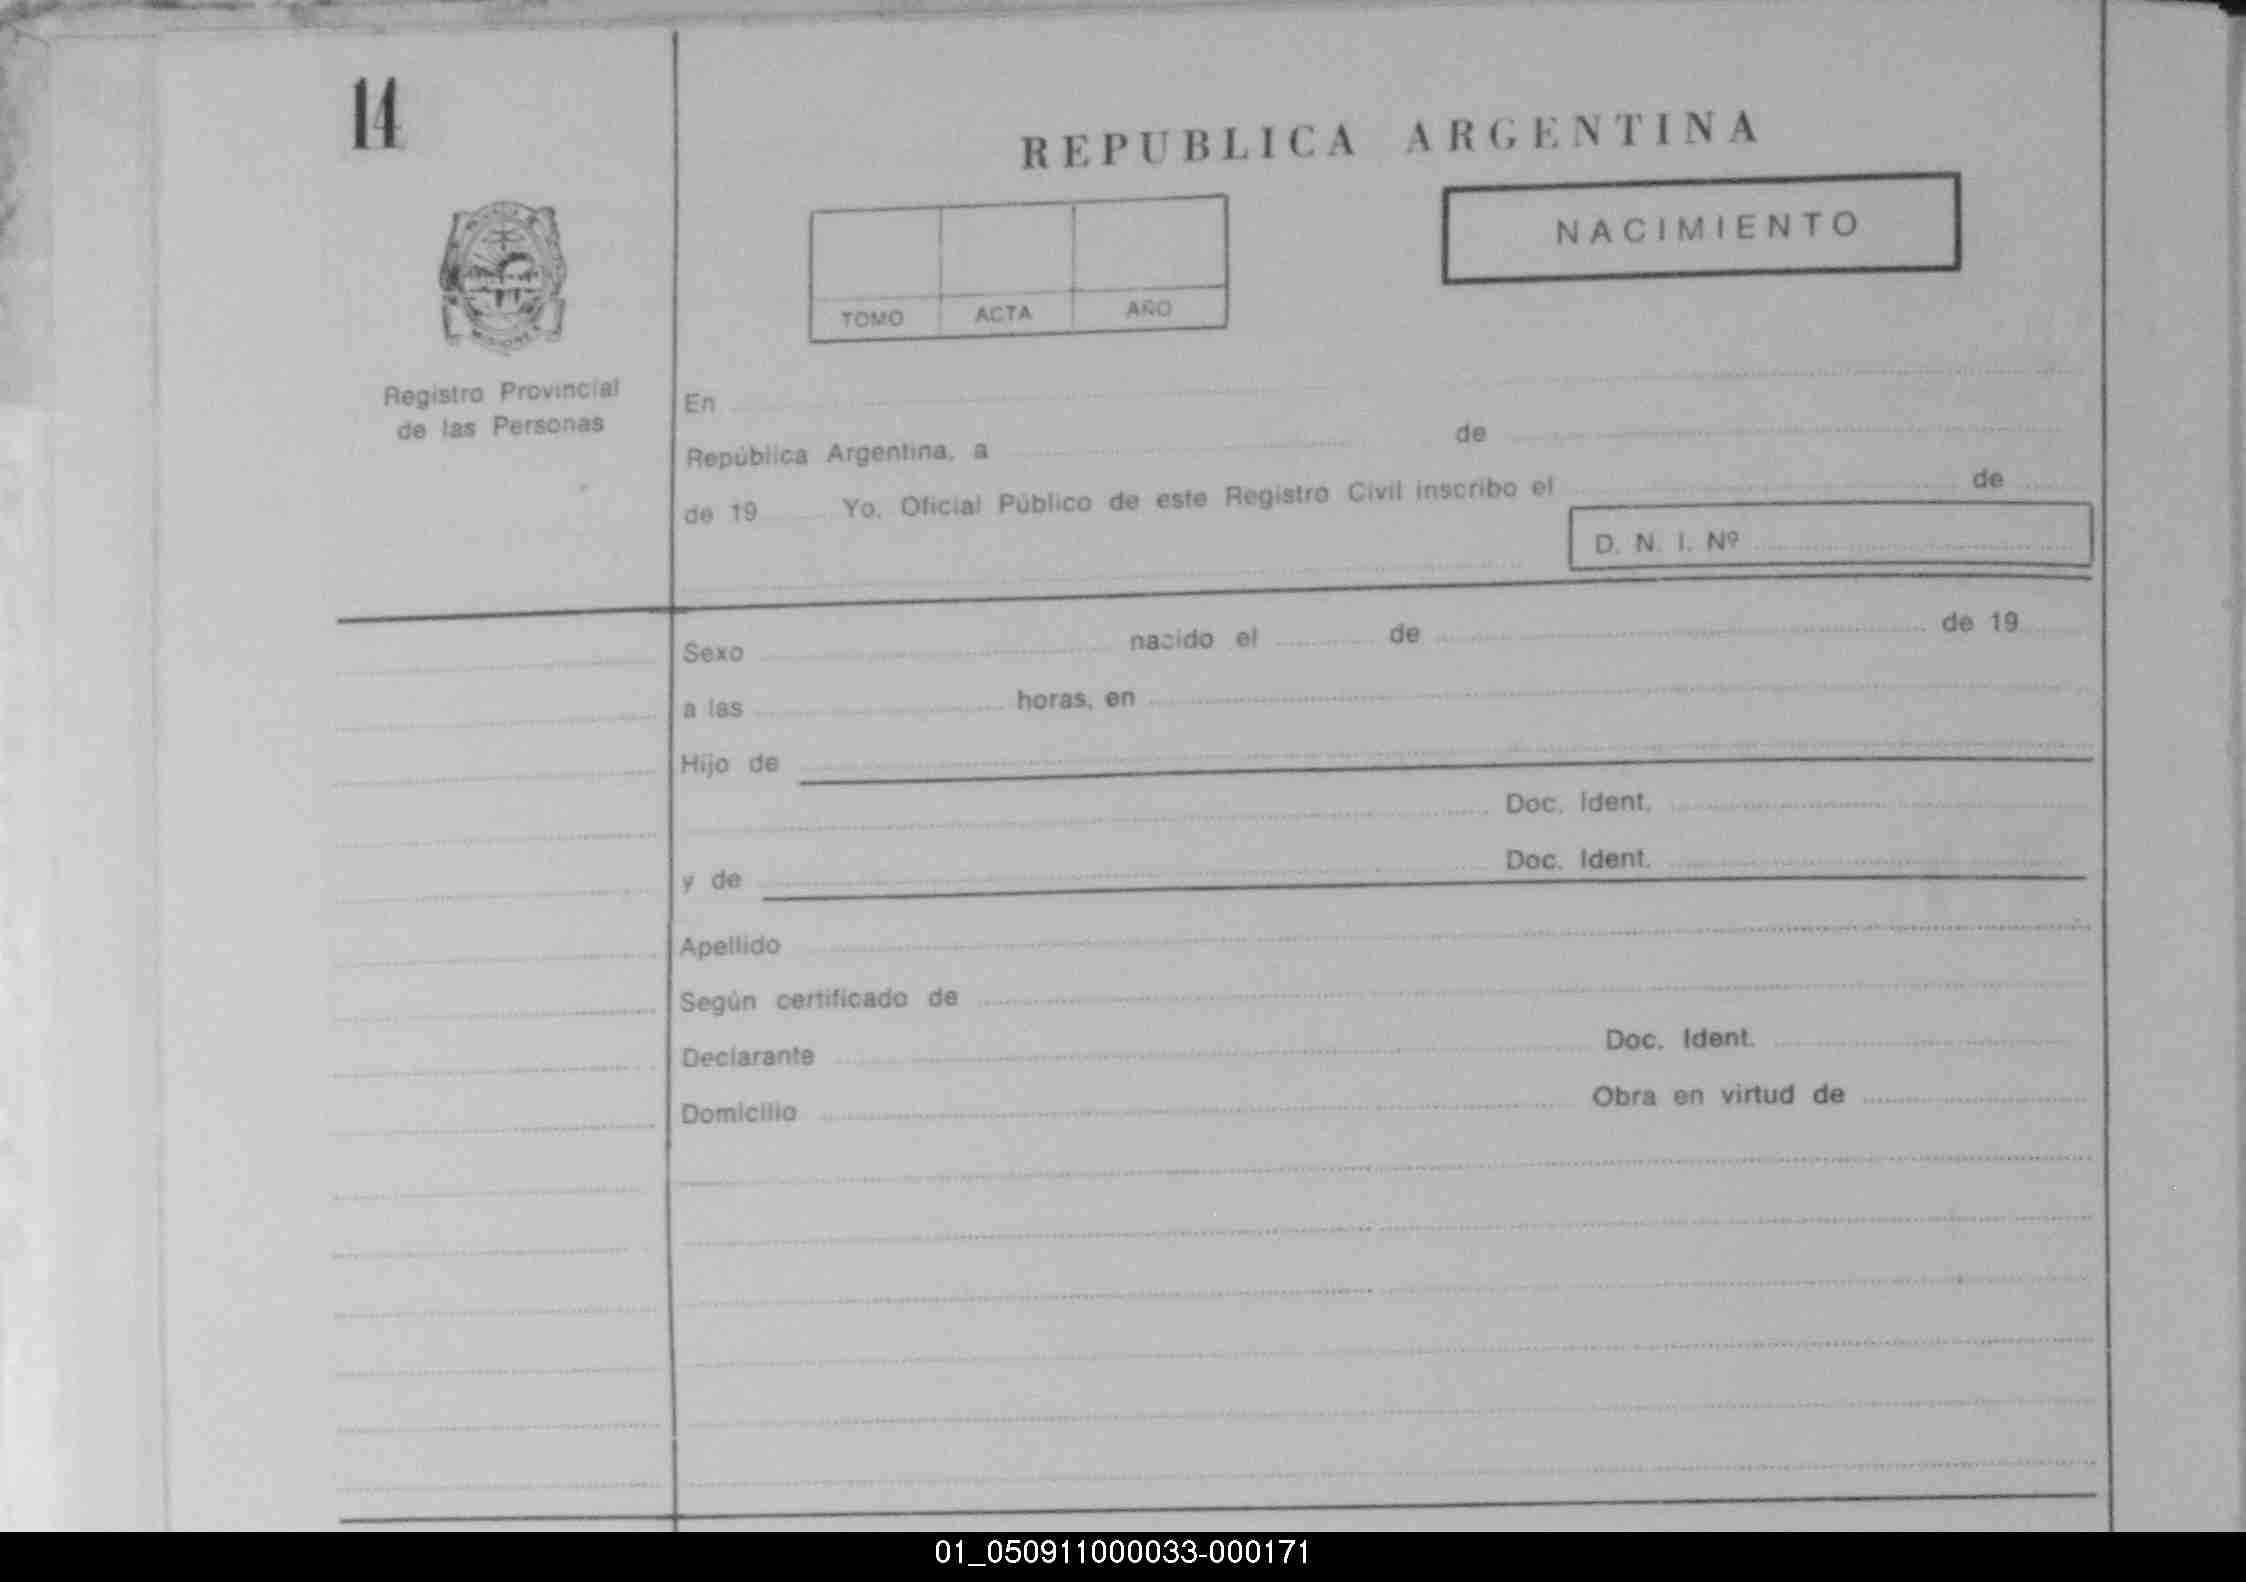 14
REPUBLICA ARGENTINA
NACIMIENTO
TOMO ACTA AÑO
Registro Provincial
de las Personas
En
República Argentina, a de
de 19 Yo, Oficial Público de este Registro Civil inscribo el de
D. N. I. Nº
Sexo nacido el de de 19
a las horas, en
Hijo de
Doc. Ident.
y de Doc. Ident.
Apellido
Según certificado de
Declarante Doc. Ident.
Domicilio Obra en virtud de
01_050911000033-000171